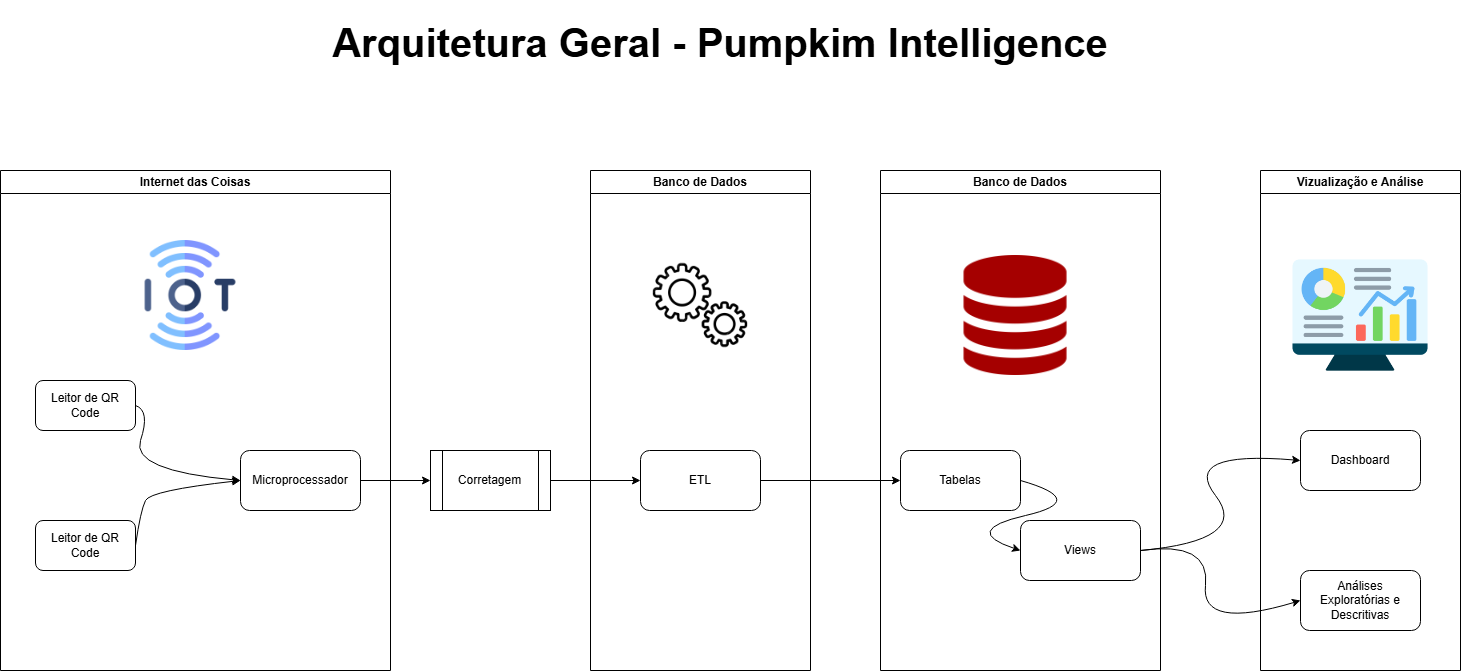 Arquitetura Geral - Pumpkim Intelligence
Internet das Coisas
Banco de Dados
Banco de Dados
Vizualização e Análise
IOT
Leitor de QR
Code
Leitor de QR
Code
Microprocessador
Corretagem
ETL
Tabelas
Views
Dashboard
Análises
Exploratórias e
Descritivas